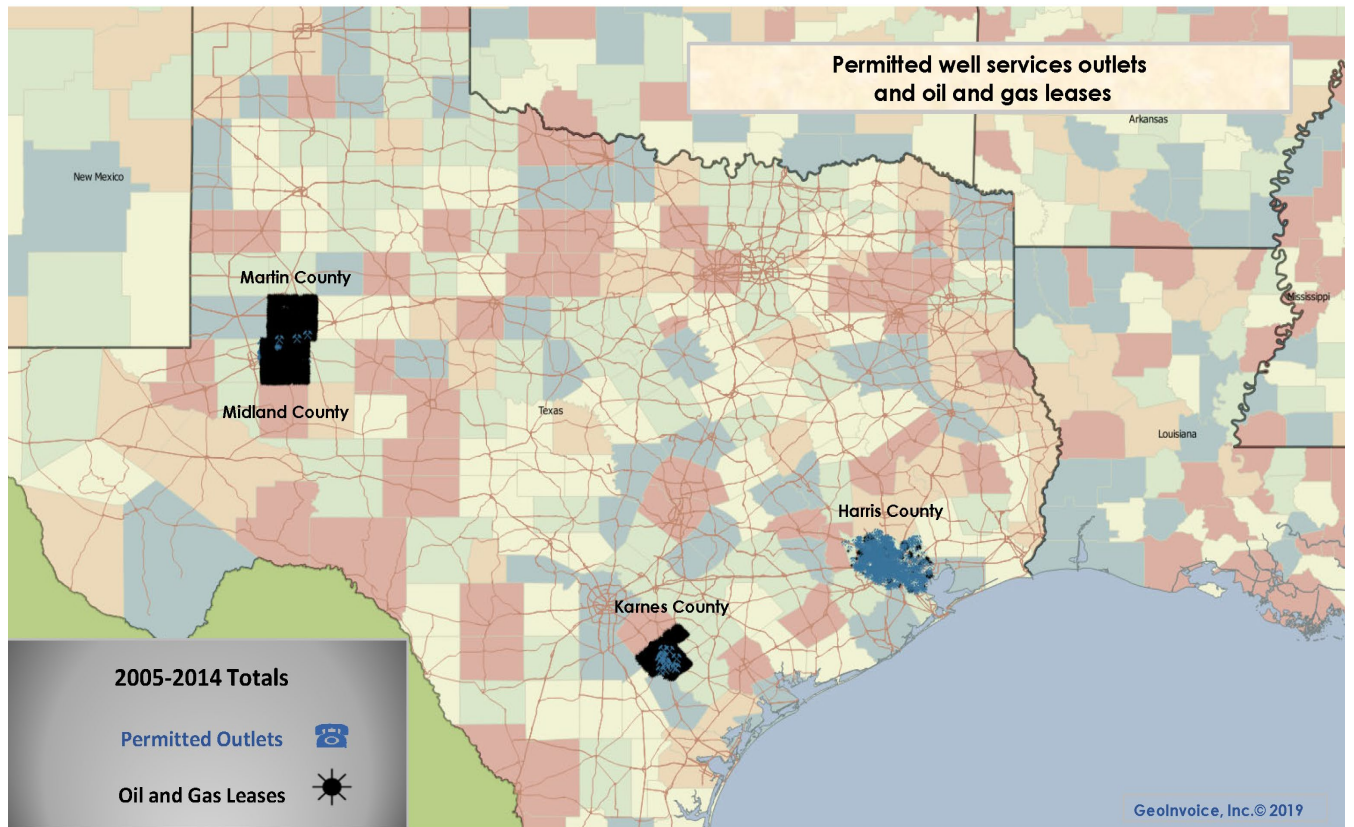 Permitted well services outlets
and oil and gas leases
Arkansas
New Mexico
Martin County
Mississippi
Midland County
Texas
Louisiana
Harris County
Karnes County
2005-2014 Totals
Permitted Outlets
Oil and Gas Leases
GeoInvoice, Inc.© 2019